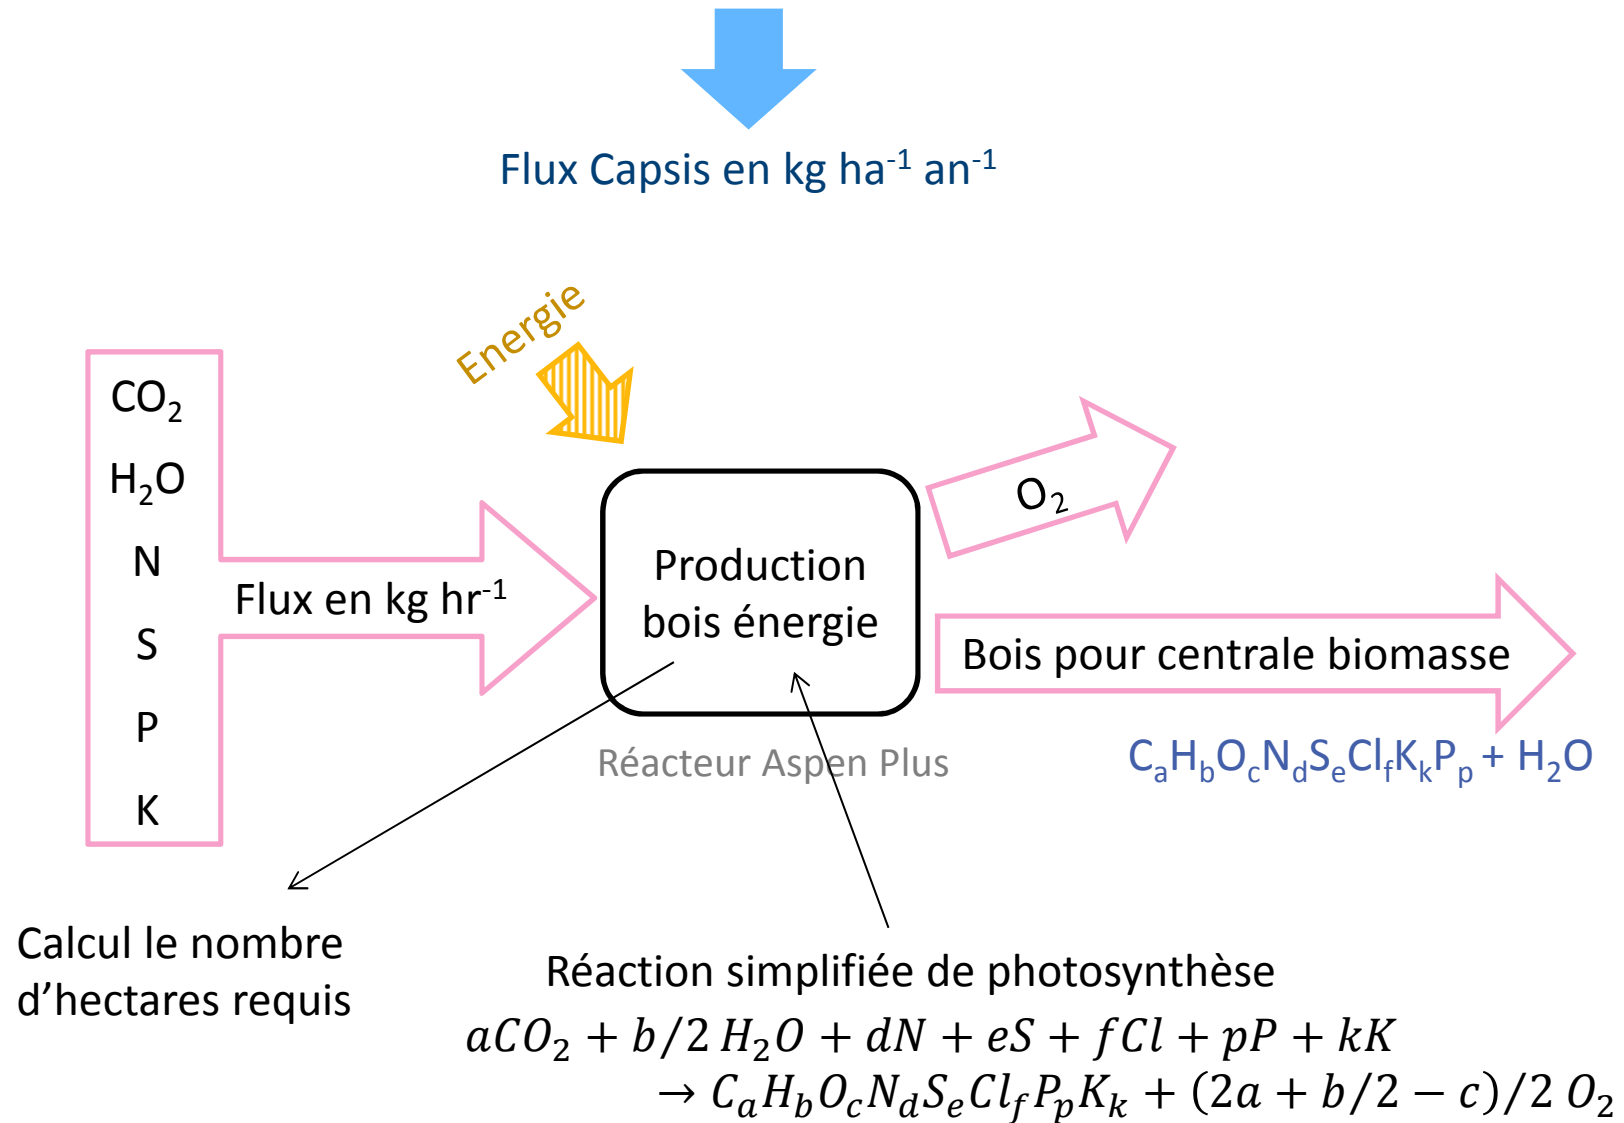 Flux Capsis en kg ha⁻¹ an⁻¹
Energie
CO₂
H₂O
N
S
P
K
Flux en kg hr⁻¹
Production
bois énergie
O₂
Bois pour centrale biomasse
Réacteur Aspen Plus
CₐH_bO_cN_dSₑCl_fKₖPₚ + H₂O
Calcul le nombre
d’hectares requis
Réaction simplifiée de photosynthèse
aCO₂ + b/2 H₂O + dN + eS + fCl + pP + kK
→ CₐH_bO_cN_dSₑCl_fPₚKₖ + (2a + b/2 − c)/2 O₂